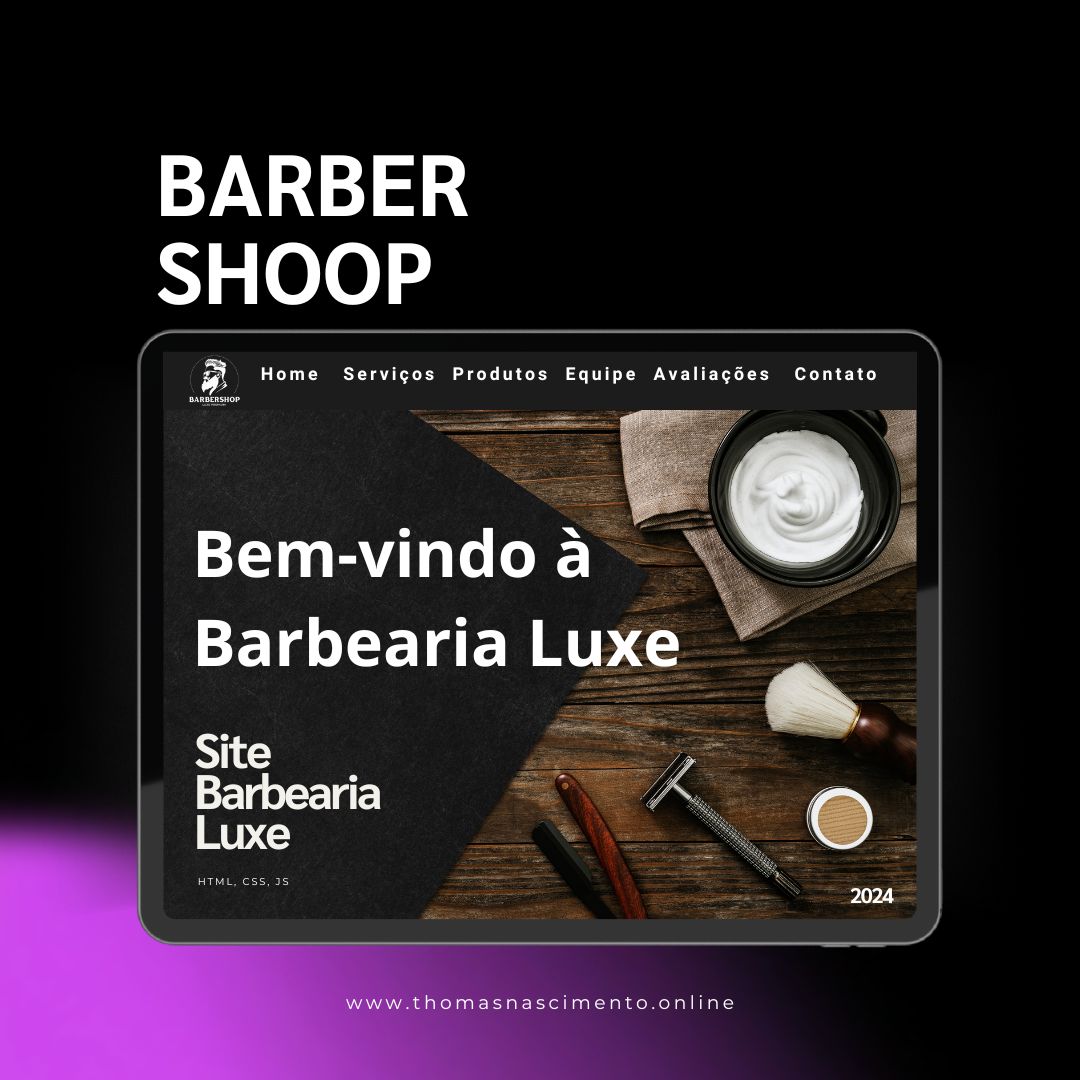 BARBER
SHOOP
BARBERSHOP
Home Serviços Produtos Equipe Avaliações Contato
Bem-vindo à
Barbearia Luxe
Site
Barbearia
Luxe
HTML, CSS, JS
2024
www.thomasnascimento.online